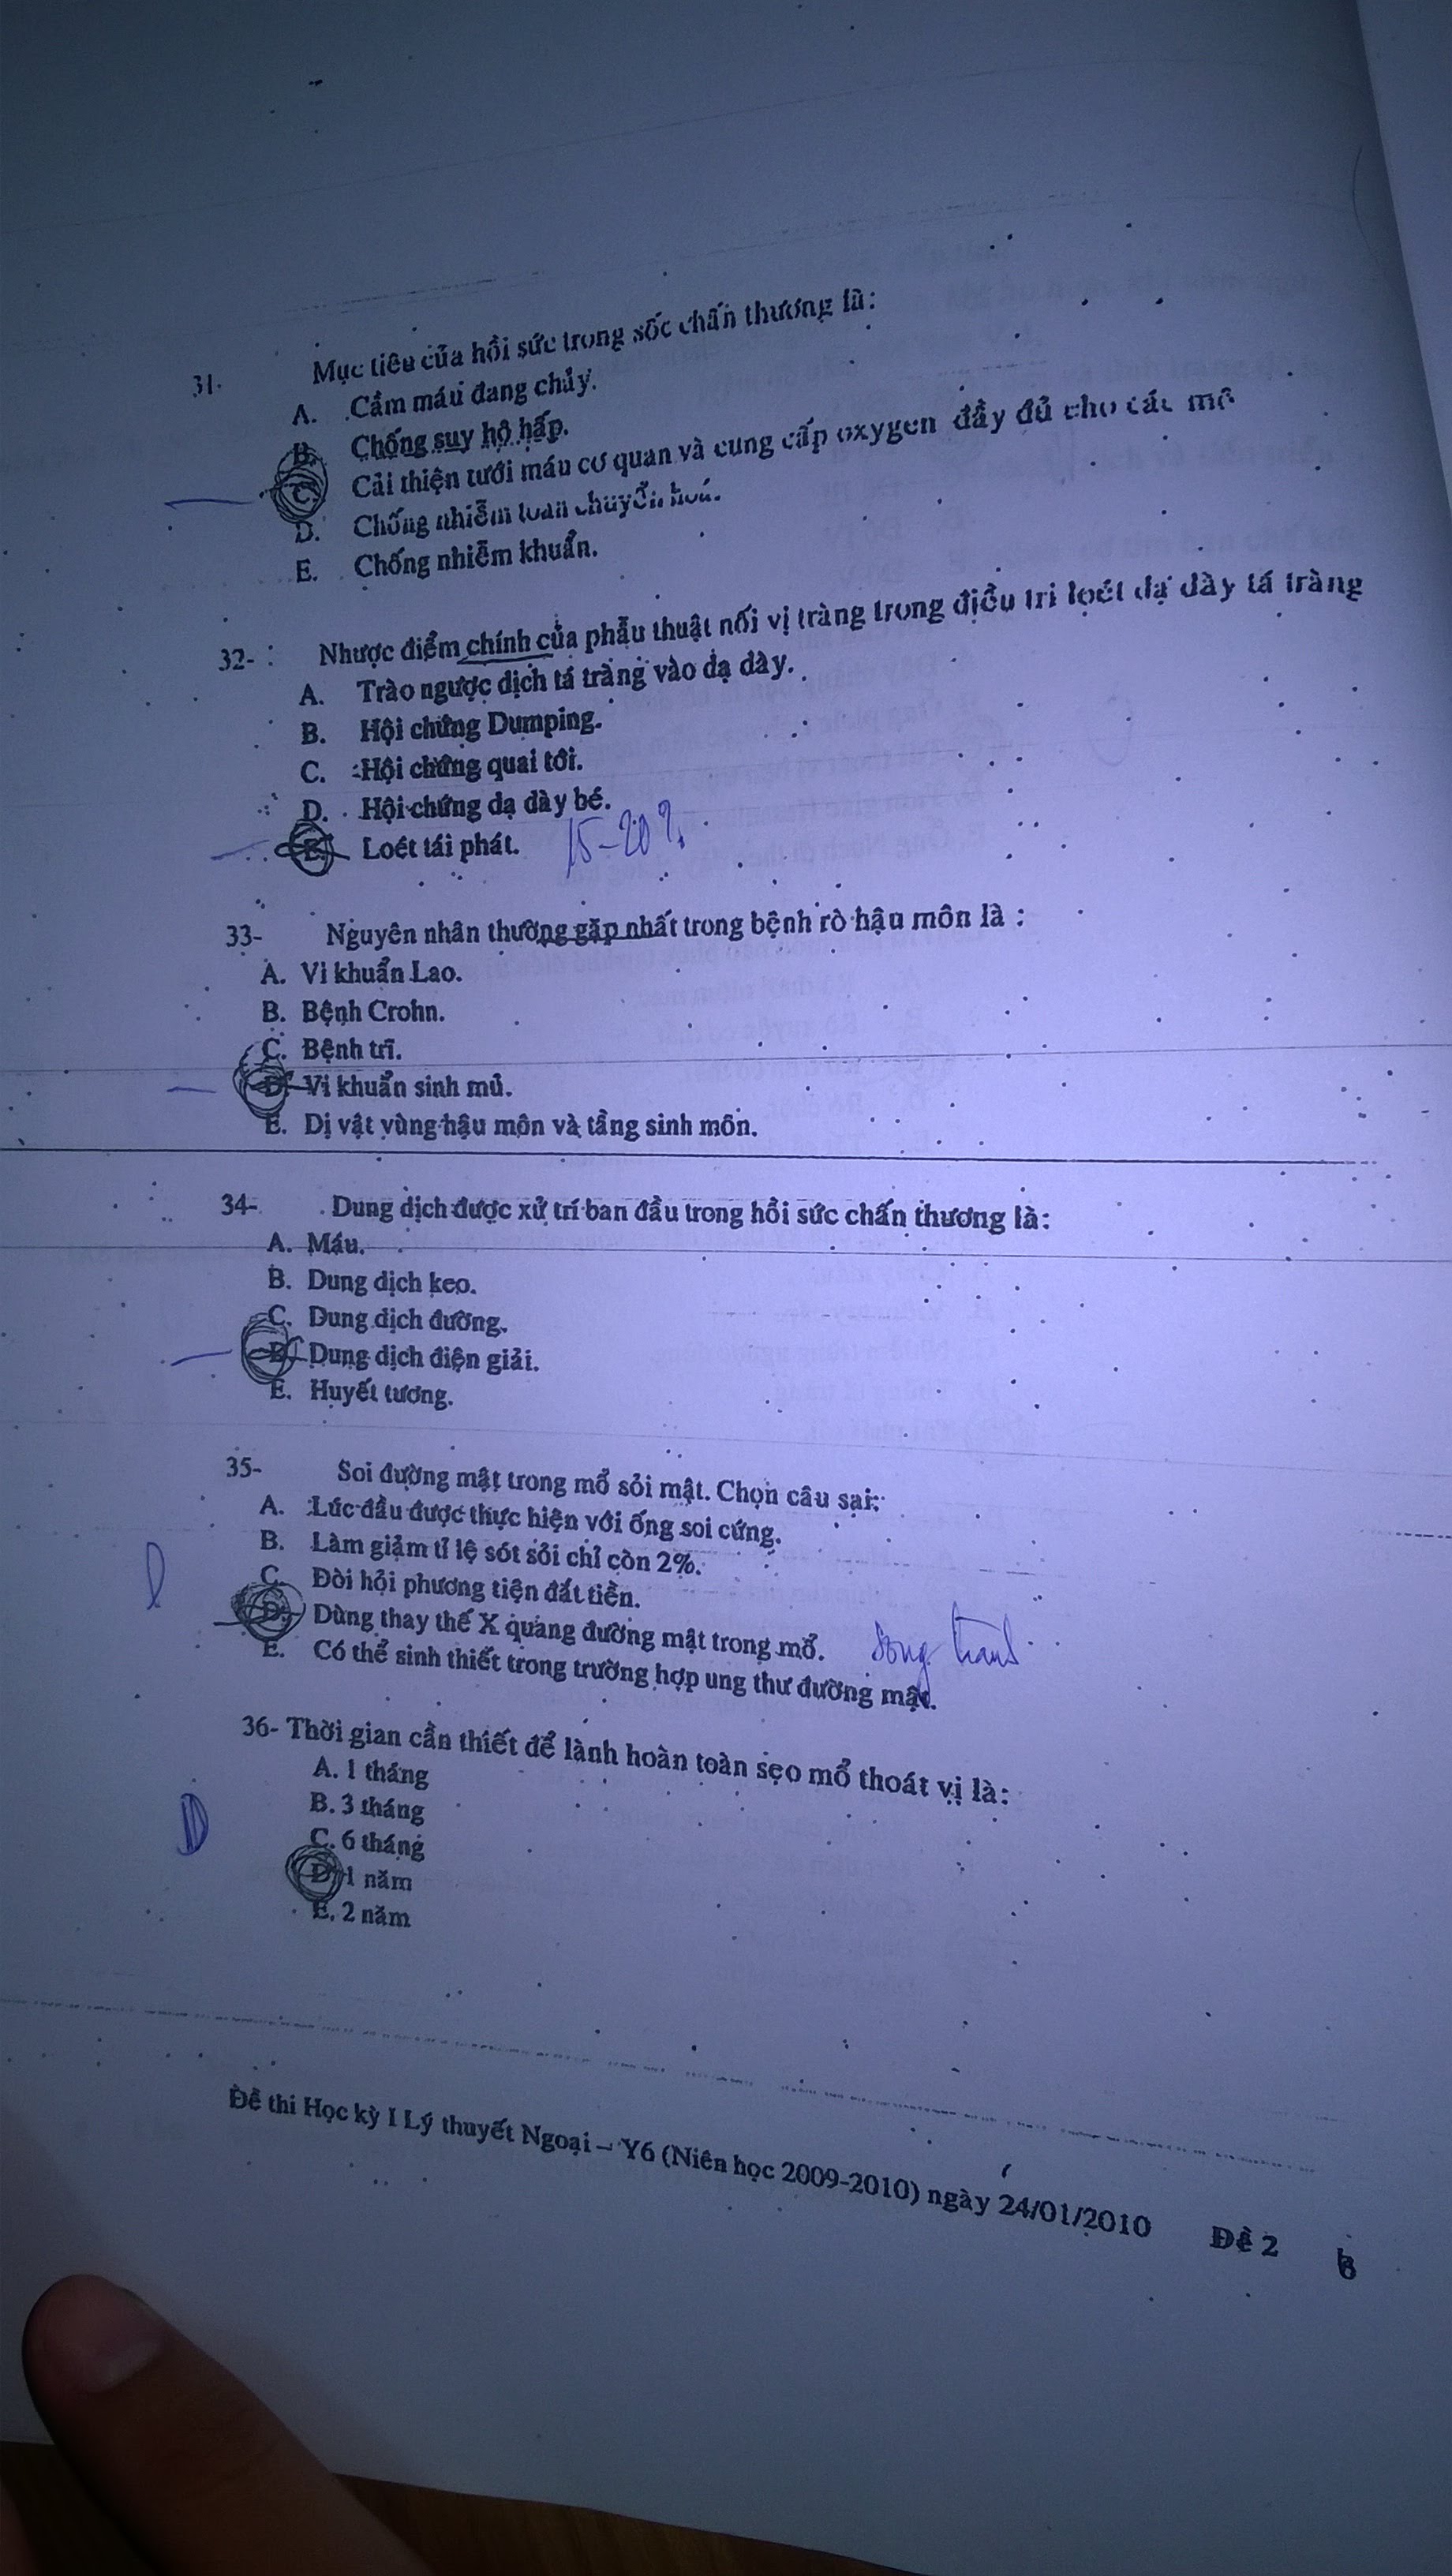 31. Mục tiêu của hồi sức trong sốc chấn thương là:
A. Cầm máu đang chảy.
B. Chống suy hô hấp.
C. Cải thiện tưới máu cơ quan và cung cấp oxygen đầy đủ cho các mô
D. Chống nhiễm toan chuyển hoá.
E. Chống nhiễm khuẩn.
32- Nhược điểm chính của phẫu thuật nối vị tràng trong điều trị loét dạ dày tá tràng
A. Trào ngược dịch tá tràng vào dạ dày.
B. Hội chứng Dumping.
C. Hội chứng quai tới.
D. Hội chứng dạ dày bé.
E. Loét tái phát. 15-20%
33- Nguyên nhân thường gặp nhất trong bệnh rò hậu môn là :
A. Vi khuẩn Lao.
B. Bệnh Crohn.
C. Bệnh trĩ.
D. Vi khuẩn sinh mủ.
E. Dị vật vùng hậu môn và tầng sinh môn.
34- Dung dịch được xử trí ban đầu trong hồi sức chấn thương là:
A. Máu.
B. Dung dịch keo.
C. Dung dịch đường.
D. Dung dịch điện giải.
E. Huyết tương.
35- Soi đường mật trong mổ sỏi mật. Chọn câu sai:
A. Lúc đầu được thực hiện với ống soi cứng.
B. Làm giảm tỉ lệ sót sỏi chỉ còn 2%.
C. Đòi hỏi phương tiện đắt tiền.
D. Dùng thay thế X quang đường mật trong mổ. song hành
E. Có thể sinh thiết trong trường hợp ung thư đường mật.
36- Thời gian cần thiết để lành hoàn toàn sẹo mổ thoát vị là:
A. 1 tháng
B. 3 tháng
C. 6 tháng
D. 1 năm
D
E. 2 năm
Đề thi Học kỳ I Lý thuyết Ngoại – Y6 (Niên học 2009-2010) ngày 24/01/2010 Đề 2 6